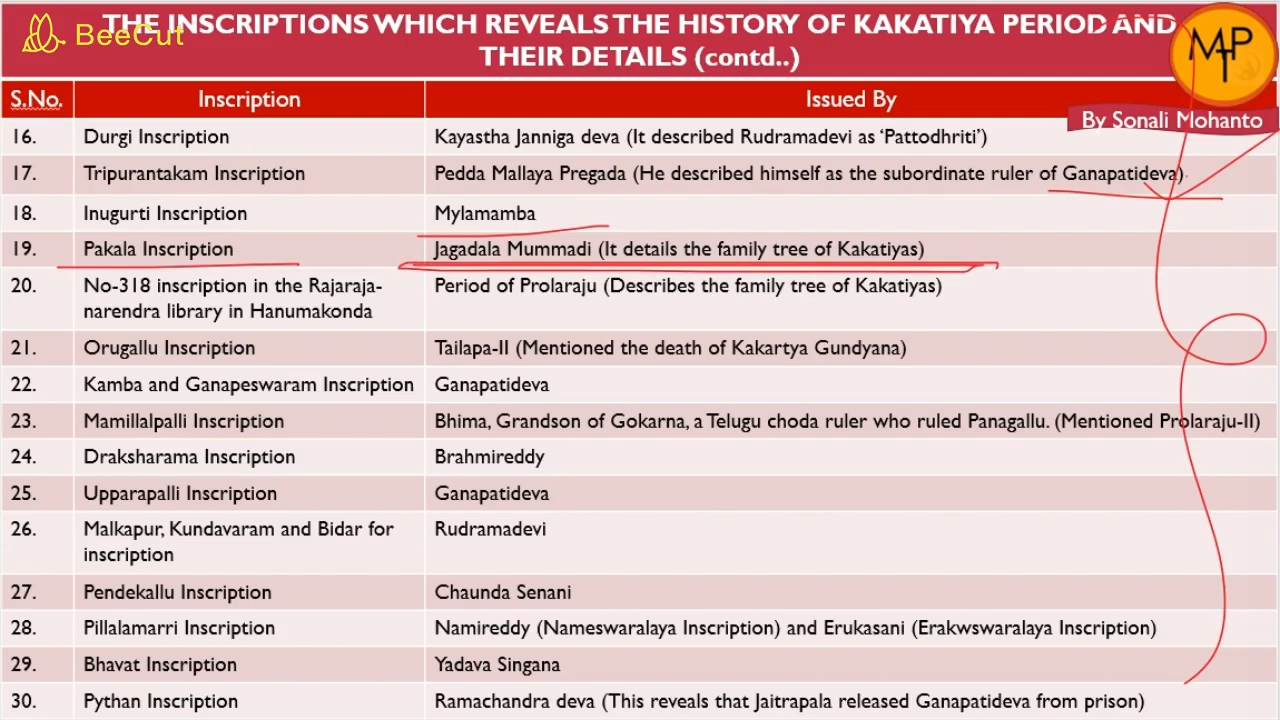 THE INSCRIPTIONS WHICH REVEALS THE HISTORY OF KAKATIYA PERIOD AND
BeeCut
MTP
THEIR DETAILS (contd..)
S.No. Inscription Issued By
By Sonali Mohanto
16. Durgi Inscription Kayastha Janniga deva (It described Rudramadevi as ‘Pattodhriti’)
17. Tripurantakam Inscription Pedda Mallaya Pregada (He described himself as the subordinate ruler of Ganapatideva)
18. Inugurti Inscription Mylamamba
19. Pakala Inscription Jagadala Mummadi (It details the family tree of Kakatiyas)
20. No-318 inscription in the Rajaraja- Period of Prolaraju (Describes the family tree of Kakatiyas)
narendra library in Hanumakonda
21. Orugallu Inscription Tailapa-II (Mentioned the death of Kakartya Gundyana)
22. Kamba and Ganapeswaram Inscription Ganapatideva
23. Mamillalpalli Inscription Bhima, Grandson of Gokarna, a Telugu choda ruler who ruled Panagallu. (Mentioned Prolaraju-II)
24. Draksharama Inscription Brahmireddy
25. Upparapalli Inscription Ganapatideva
26. Malkapur, Kundavaram and Bidar for Rudramadevi
inscription
27. Pendekallu Inscription Chaunda Senani
28. Pillalamarri Inscription Namireddy (Nameswaralaya Inscription) and Erukasani (Erakwswaralaya Inscription)
29. Bhavat Inscription Yadava Singana
30. Pythan Inscription Ramachandra deva (This reveals that Jaitrapala released Ganapatideva from prison)